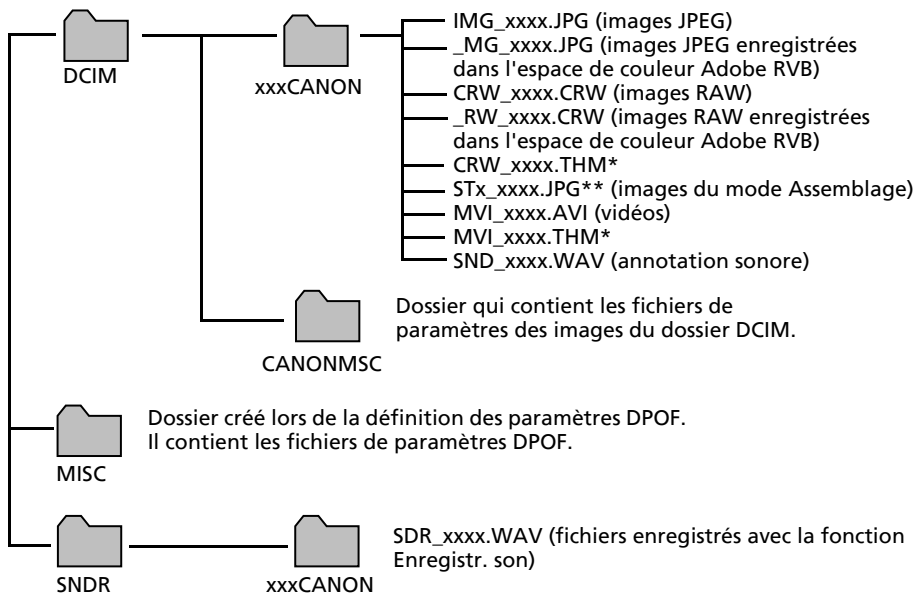 DCIM
xxxCANON
IMG_xxxx.JPG (images JPEG)
_MG_xxxx.JPG (images JPEG enregistrées
dans l'espace de couleur Adobe RVB)
CRW_xxxx.CRW (images RAW)
_RW_xxxx.CRW (images RAW enregistrées
dans l'espace de couleur Adobe RVB)
CRW_xxxx.THM*
STx_xxxx.JPG** (images du mode Assemblage)
MVI_xxxx.AVI (vidéos)
MVI_xxxx.THM*
SND_xxxx.WAV (annotation sonore)
CANONMSC
Dossier qui contient les fichiers de
paramètres des images du dossier DCIM.
MISC
Dossier créé lors de la définition des paramètres DPOF.
Il contient les fichiers de paramètres DPOF.
SNDR
xxxCANON
SDR_xxxx.WAV (fichiers enregistrés avec la fonction
Enregistr. son)